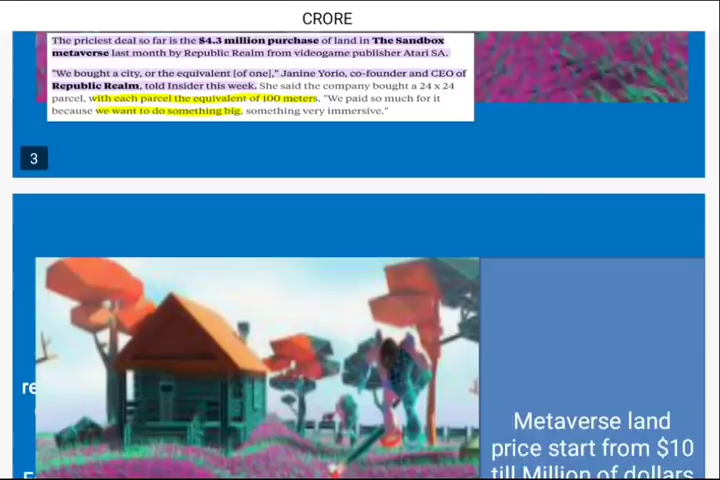 CRORE
The priciest deal so far is the $4.3 million purchase of land in The Sandbox
metaverse last month by Republic Realm from videogame publisher Atari SA.
"We bought a city, or the equivalent [of one]," Janine Yorio, co-founder and CEO of
Republic Realm, told Insider this week. She said the company bought a 24 x 24
parcel, with each parcel the equivalent of 100 meters. "We paid so much for it
because we want to do something big, something very immersive."
3
re
Metaverse land
price start from $10
till Million of dollars